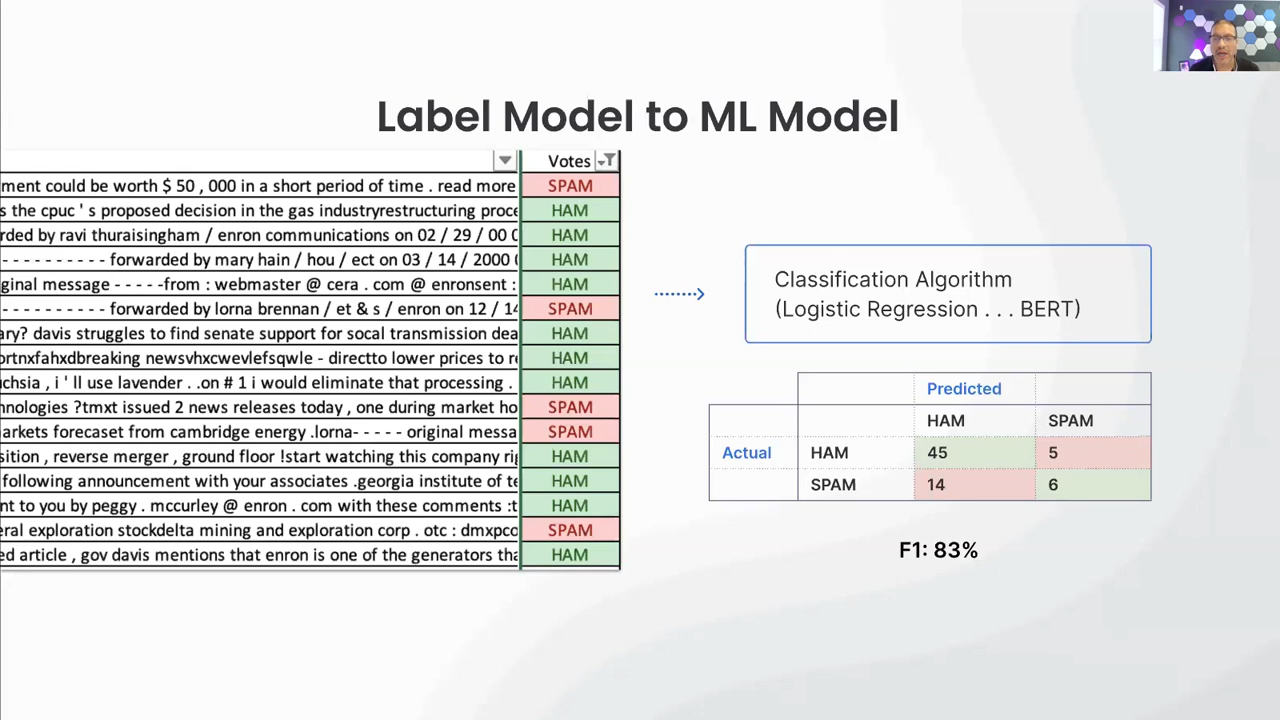 Label Model to ML Model
Votes
ment could be worth $ 50 , 000 in a short period of time . read more SPAM
s the cpuc ' s proposed decision in the gas industryrestructuring proce HAM
rded by ravi thuraisingham / enron communications on 02 / 29 / 00 0 HAM
- - - - - - - - - - - forwarded by mary hain / hou / ect on 03 / 14 / 2000 HAM
ginal message - - - - -from : webmaster @ cera . com @ enronsent : HAM
- - - - - - - - - - - forwarded by lorna brennan / et & s / enron on 12 / 14 SPAM
ary? davis struggles to find senate support for socal transmission dea HAM
ortnxfahxdbreaking newsvhxcwevlefsqwle - directto lower prices to re HAM
uchsia , i ' ll use lavender . .on # 1 i would eliminate that processing . HAM
hnologies ?tmxt issued 2 news releases today , one during market ho SPAM
arkets forecaset from cambridge energy .lorna- - - - - original messa SPAM
sition , reverse merger , ground floor !start watching this company rig HAM
following announcement with your associates .georgia institute of te HAM
nt to you by peggy . mccurley @ enron . com with these comments :t HAM
eral exploration stockdelta mining and exploration corp . otc : dmxpco SPAM
ed article , gov davis mentions that enron is one of the generators tha HAM
Classification Algorithm
(Logistic Regression . . . BERT)
Predicted
HAM SPAM
Actual HAM 45 5
SPAM 14 6
F1: 83%